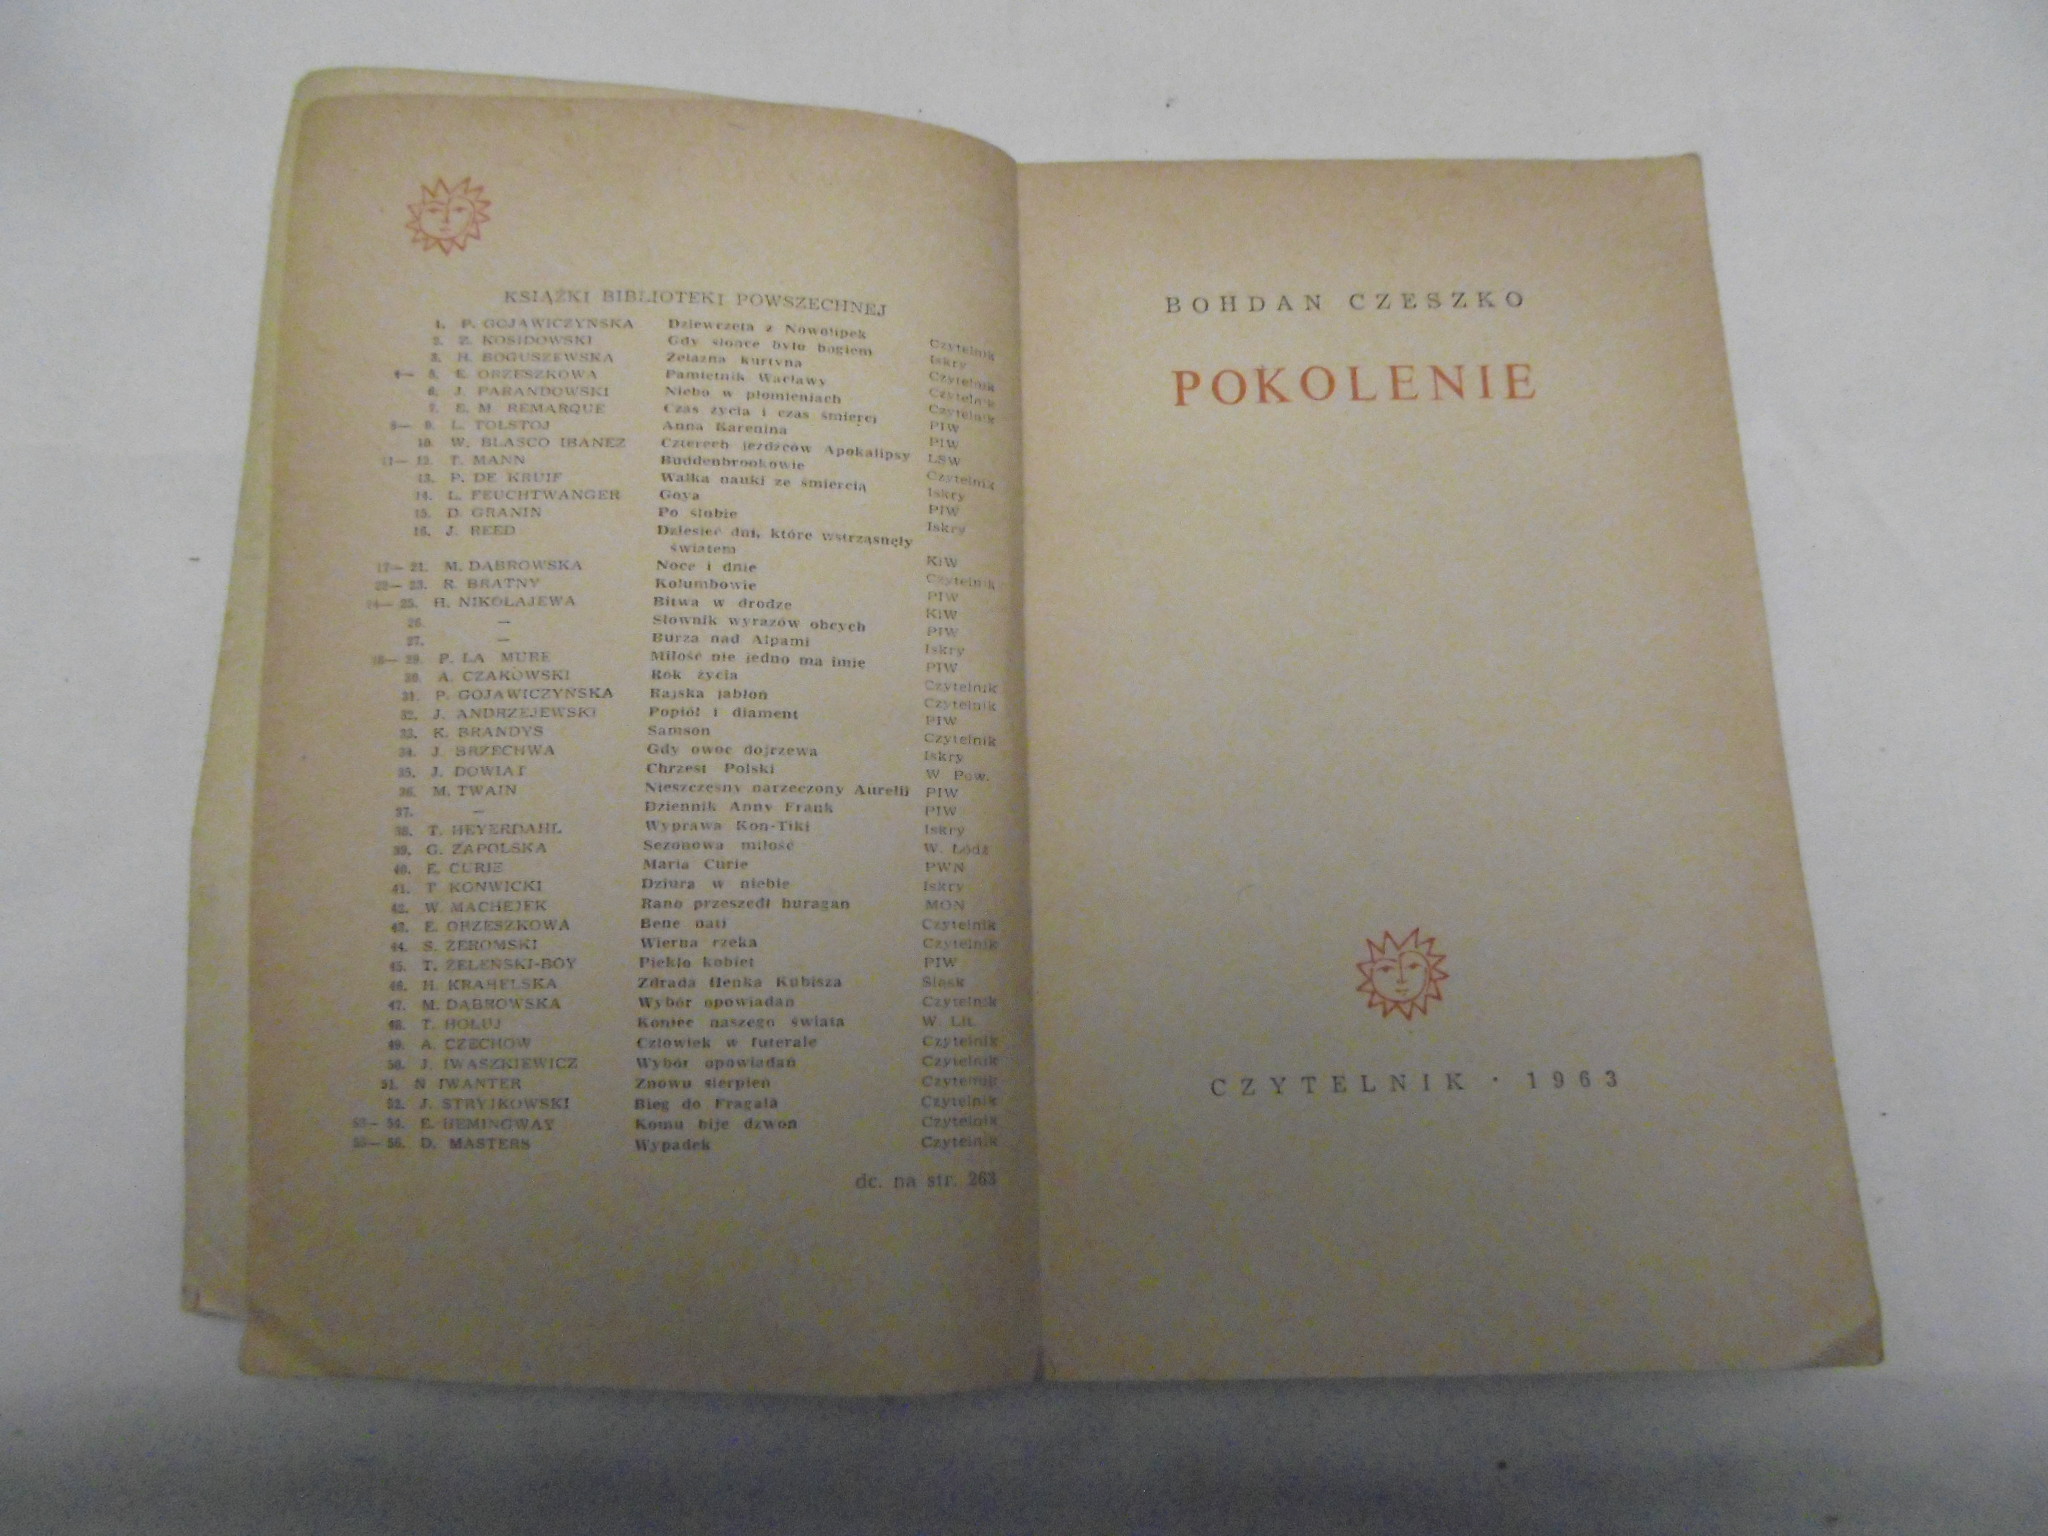 KSIĄŻKI BIBLIOTEKI POWSZECHNEJ
1. P. GOJAWICZYŃSKA Dziewczęta z Nowolipek Czytelnik
2. Z. KOSIDOWSKI Gdy słońce było bogiem Iskry
3. H. BOGUSZEWSKA Żelazna kurtyna Czytelnik
4— 5. E. ORZESZKOWA Pamiętnik Wacławy Czytelnik
6. J. PARANDOWSKI Niebo w płomieniach Czytelnik
7. E. M. REMARQUE Czas życia i czas śmierci PIW
8— 9. L. TOŁSTOJ Anna Karenina PIW
10. W. BLASCO IBANEZ Czterech jeźdźców Apokalipsy LSW
11— 12. T. MANN Buddenbrookowie Czytelnik
13. P. DE KRUIF Walka nauki ze śmiercią Iskry
14. L. FEUCHTWANGER Goya PIW
15. D. GRANIN Po ślubie Iskry
16. J. REED Dziesięć dni, które wstrząsnęły
światem KiW
17— 21. M. DĄBROWSKA Noce i dnie Czytelnik
22— 23. R. BRATNY Kolumbowie PIW
24— 25. H. NIKOŁAJEWA Bitwa w drodze KiW
26. — Słownik wyrazów obcych PIW
27. — Burza nad Alpami Iskry
28— 29. P. LA MURE Miłość nie jedno ma imię PIW
30. A. CZAKOWSKI Rok życia Czytelnik
31. P. GOJAWICZYŃSKA Rajska jabłoń Czytelnik
32. J. ANDRZEJEWSKI Popiół i diament PIW
33. K. BRANDYS Samson Czytelnik
34. J. BRZECHWA Gdy owoc dojrzewa Iskry
35. J. DOWIAT Chrzest Polski W. Pow.
36. M. TWAIN Nieszczęsny narzeczony Aurelii PIW
37. — Dziennik Anny Frank PIW
38. T. HEYERDAHL Wyprawa Kon-Tiki Iskry
39. G. ZAPOLSKA Sezonowa miłość W. Łódź
40. E. CURIE Maria Curie PWN
41. T. KONWICKI Dziura w niebie Iskry
42. W. MACHEJEK Rano przeszedł huragan MON
43. E. ORZESZKOWA Bene nati Czytelnik
44. S. ŻEROMSKI Wierna rzeka Czytelnik
45. T. ŻELEŃSKI-BOY Piekło kobiet PIW
46. H. KRAHELSKA Zdrada Heńka Kubisza Śląsk
47. M. DĄBROWSKA Wybór opowiadań Czytelnik
48. T. HOŁUJ Koniec naszego świata W. Lit.
49. A. CZECHOW Człowiek w futerale Czytelnik
50. J. IWASZKIEWICZ Wybór opowiadań Czytelnik
51. N. IWANTER Znowu sierpień Czytelnik
52. J. STRYJKOWSKI Bieg do Fragalà Czytelnik
53— 54. E. HEMINGWAY Komu bije dzwon Czytelnik
55— 56. D. MASTERS Wypadek Czytelnik
dc. na str. 263
BOHDAN CZESZKO
POKOLENIE
CZYTELNIK · 1963